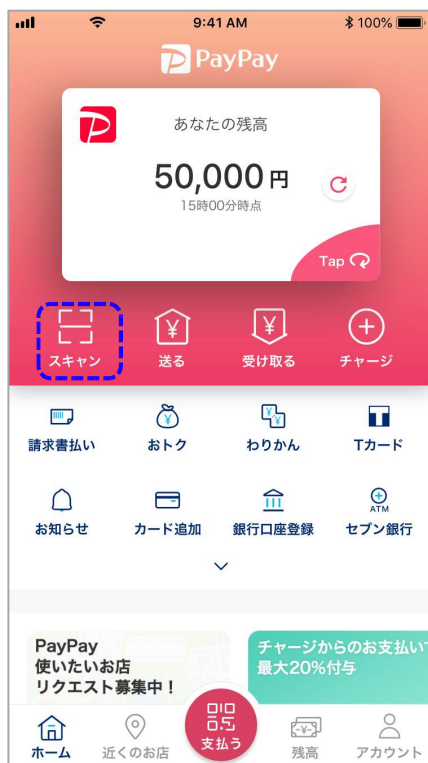 9:41 AM 100%
PayPay
あなたの残高
50,000 円
15時00分時点
Tap
スキャン 送る 受け取る チャージ
請求書払い おトク わりかん Tカード
ATM
お知らせ カード追加 銀行口座登録 セブン銀行
PayPay
使いたいお店
リクエスト募集中！
チャージからのお支払いで
最大20%付与
支払う
ホーム 近くのお店 残高 アカウント